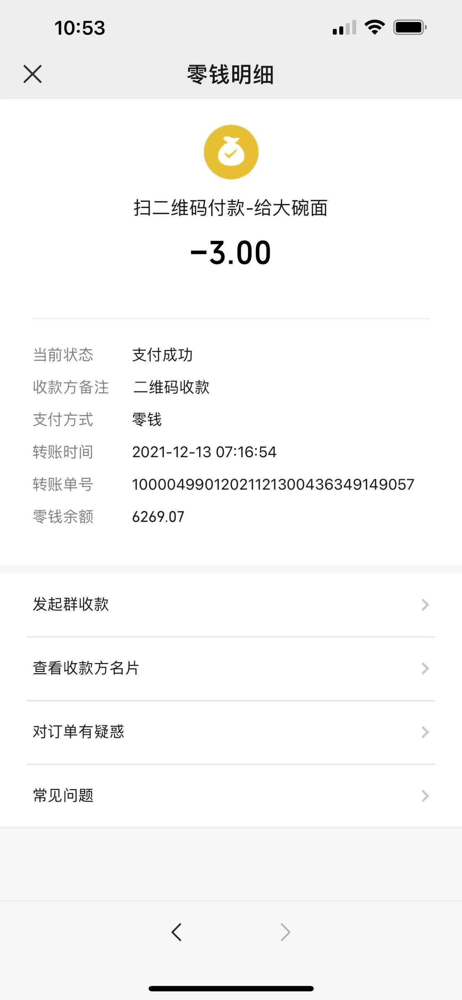 10:53
零钱明细
扫二维码付款-给大碗面
-3.00
当前状态 支付成功
收款方备注 二维码收款
支付方式 零钱
转账时间 2021-12-13 07:16:54
转账单号 1000049901202112130043634914​9057
零钱余额 6269.07
发起群收款
查看收款方名片
对订单有疑惑
常见问题